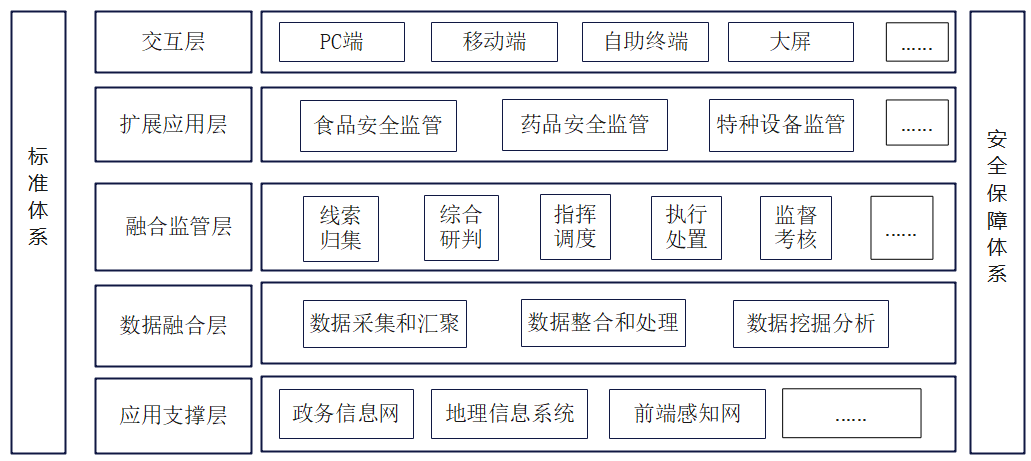 标准体系
交互层
PC端
移动端
自助终端
大屏
......
扩展应用层
食品安全监管
药品安全监管
特种设备监管
......
融合监管层
线索
归集
综合
研判
指挥
调度
执行
处置
监督
考核
......
数据融合层
数据采集和汇聚
数据整合和处理
数据挖掘分析
应用支撑层
政务信息网
地理信息系统
前端感知网
......
安全保障体系